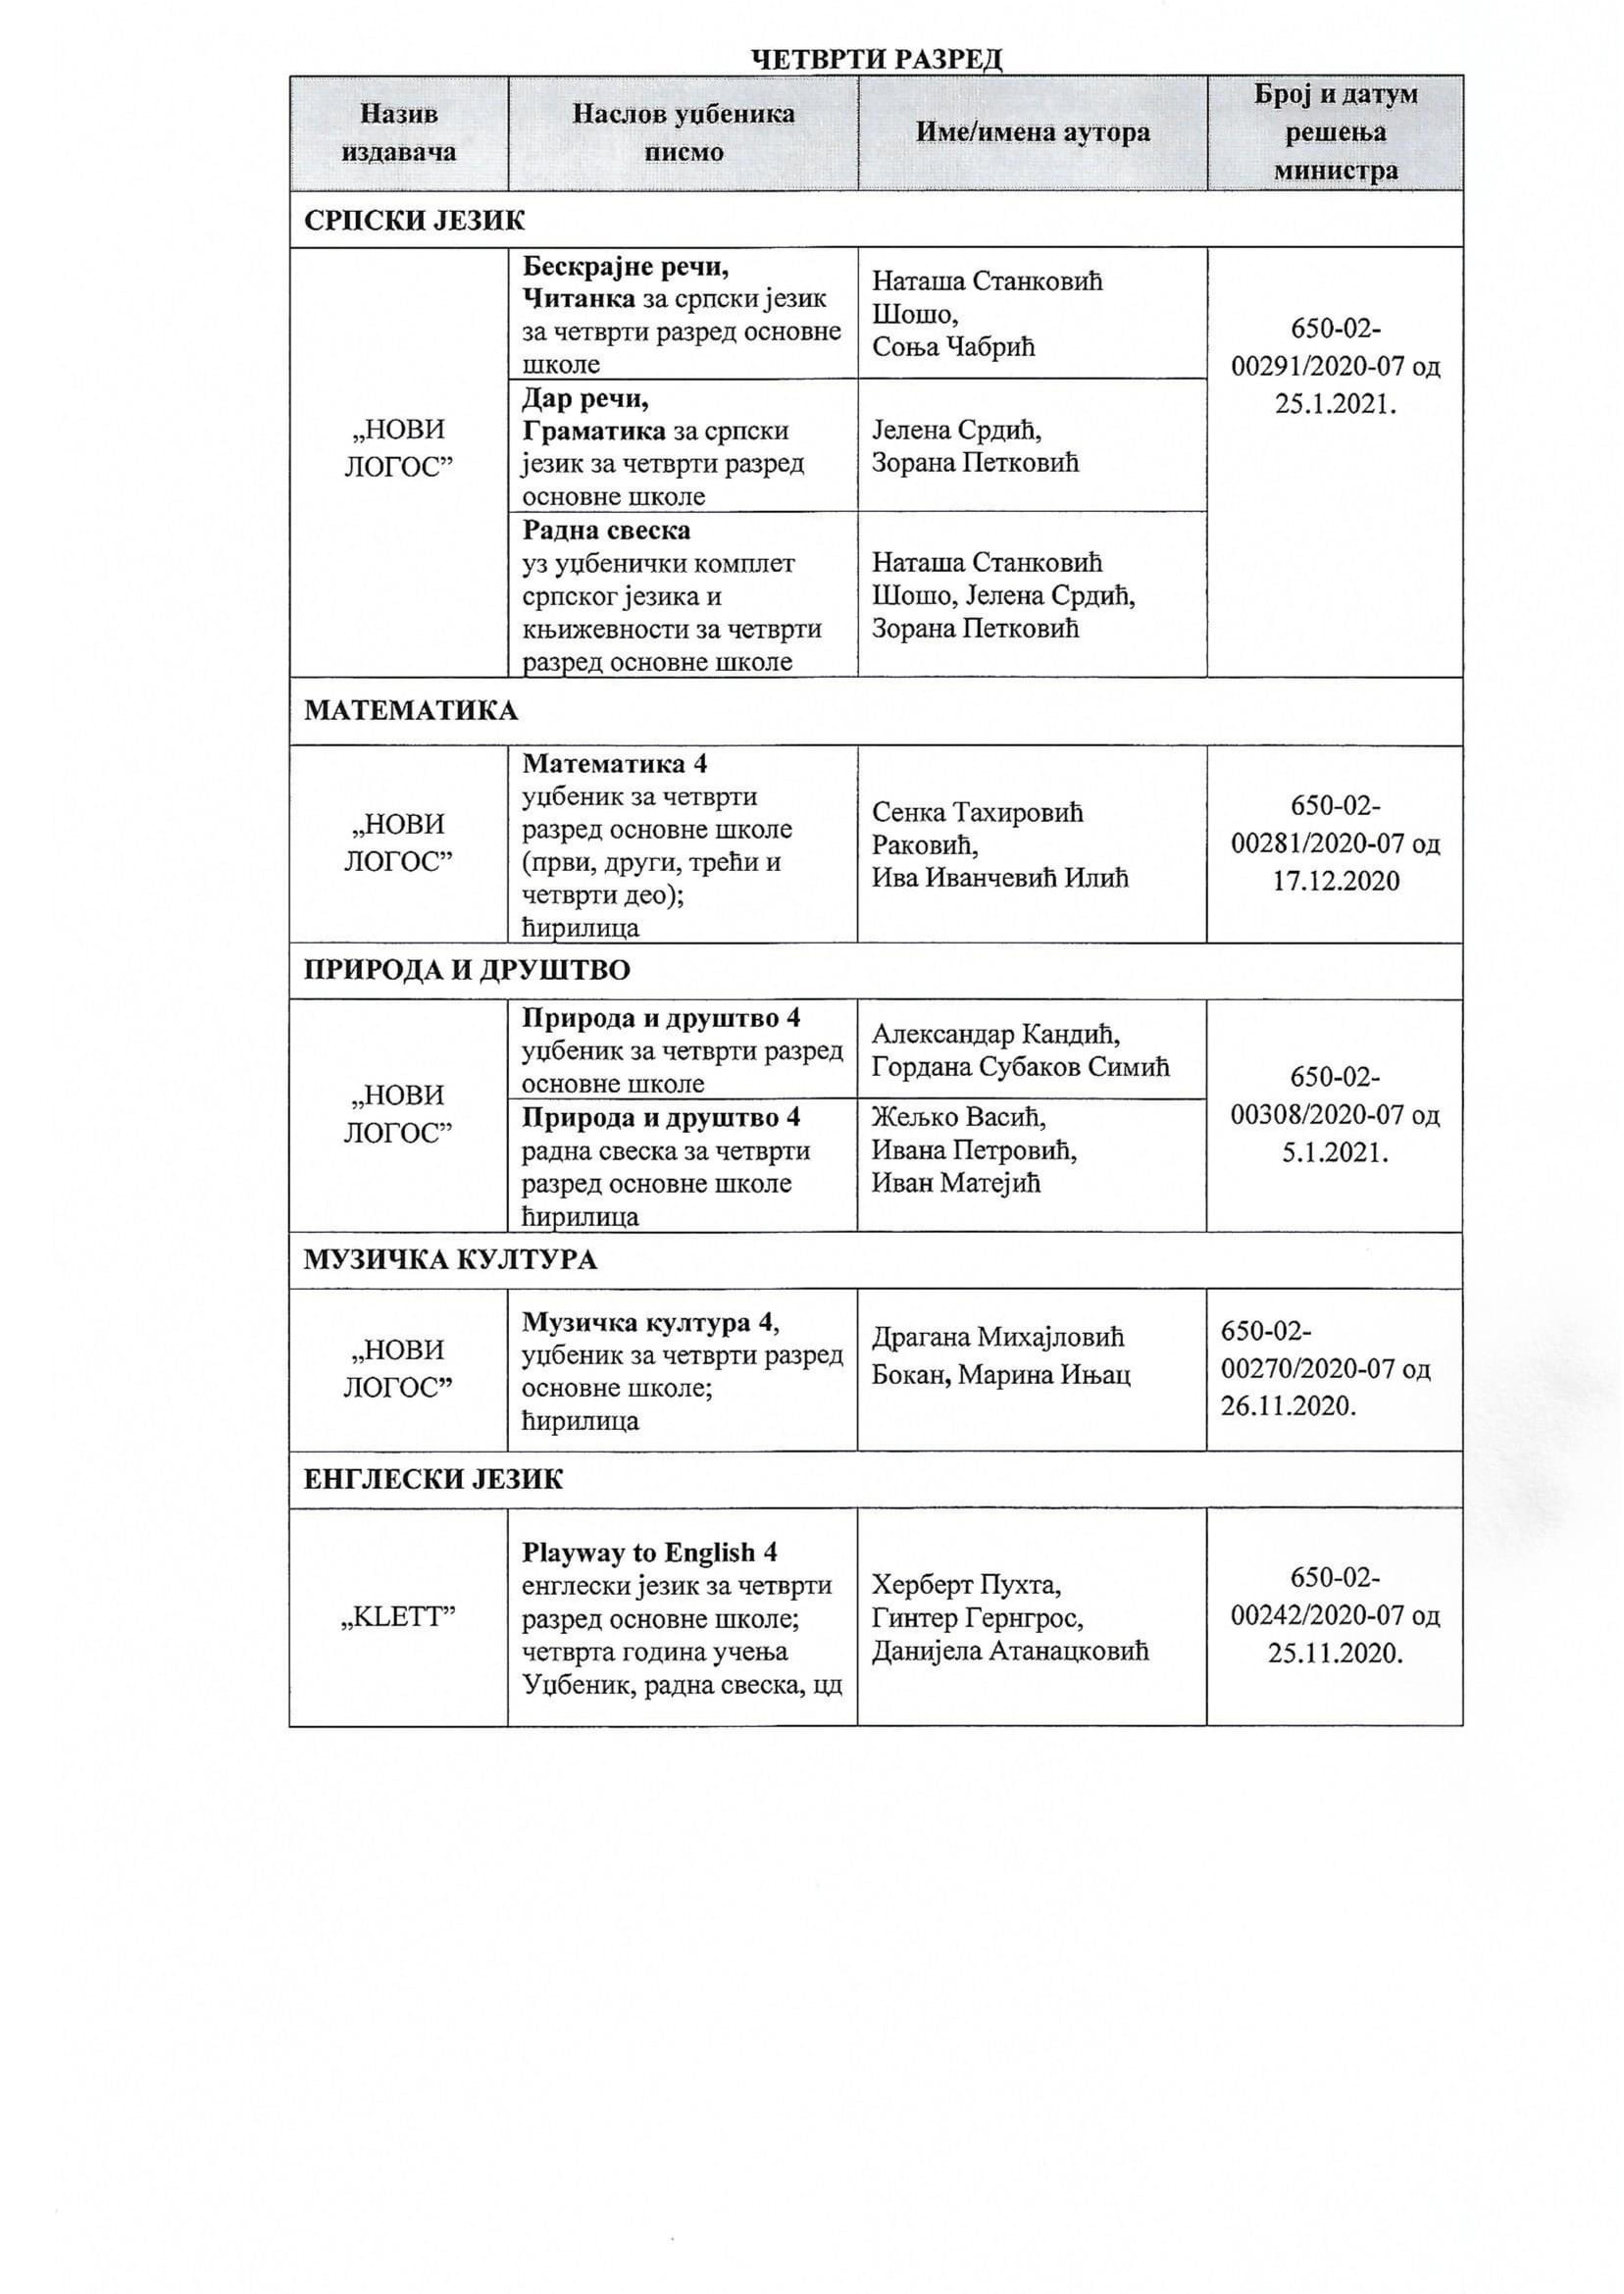 ЧЕТВРТИ РАЗРЕД
Назив
издавача
Наслов уџбеника
писмо
Име/имена аутора
Број и датум
решења
министра
СРПСКИ ЈЕЗИК
„НОВИ
ЛОГОС”
Бескрајне речи,
Читанка за српски језик
за четврти разред основне
школе
Наташа Станковић
Шошо,
Соња Чабрић
650-02-
00291/2020-07 од
25.1.2021.
Дар речи,
Граматика за српски
језик за четврти разред
основне школе
Јелена Срдић,
Зорана Петковић
Радна свеска
уз уџбенички комплет
српског језика и
књижевности за четврти
разред основне школе
Наташа Станковић
Шошо, Јелена Срдић,
Зорана Петковић
МАТЕМАТИКА
„НОВИ
ЛОГОС”
Математика 4
уџбеник за четврти
разред основне школе
(први, други, трећи и
четврти део);
ћирилица
Сенка Тахировић
Раковић,
Ива Иванчевић Илић
650-02-
00281/2020-07 од
17.12.2020
ПРИРОДА И ДРУШТВО
„НОВИ
ЛОГОС”
Природа и друштво 4
уџбеник за четврти разред
основне школе
Александар Кандић,
Гордана Субаков Симић
650-02-
00308/2020-07 од
5.1.2021.
Природа и друштво 4
радна свеска за четврти
разред основне школе
ћирилица
Жељко Васић,
Ивана Петровић,
Иван Матејић
МУЗИЧКА КУЛТУРА
„НОВИ
ЛОГОС”
Музичка култура 4,
уџбеник за четврти разред
основне школе;
ћирилица
Драгана Михајловић
Бокан, Марина Ињац
650-02-
00270/2020-07 од
26.11.2020.
ЕНГЛЕСКИ ЈЕЗИК
„KLETT”
Playway to English 4
енглески језик за четврти
разред основне школе;
четврта година учења
Уџбеник, радна свеска, цд
Херберт Пухта,
Гинтер Гернгрос,
Данијела Атанацковић
650-02-
00242/2020-07 од
25.11.2020.